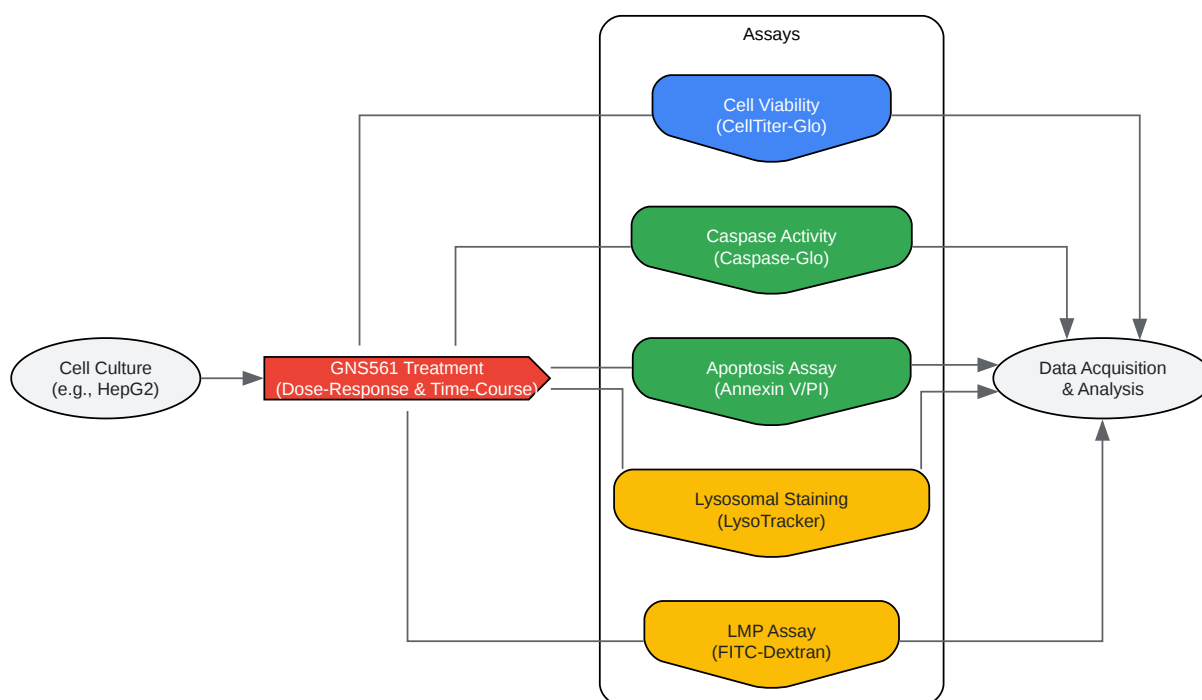 Assays
Cell Viability
(CellTiter-Glo)
Caspase Activity
(Caspase-Glo)
Cell Culture
(e.g., HepG2)
GNS561 Treatment
(Dose-Response & Time-Course)
Apoptosis Assay
(Annexin V/PI)
Data Acquisition
& Analysis
Lysosomal Staining
(LysoTracker)
LMP Assay
(FITC-Dextran)